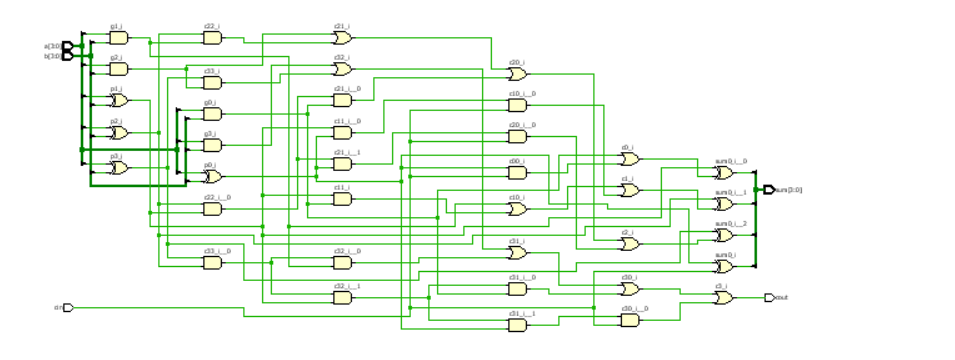 g1_i
c22_i
c21_i
a[3:0]
b[3:0]
g2_i
c33_i
c32_i
c20_i
p1_i
g0_i
c21_i__0
c10_i__0
p2_i
g3_i
c11_i__0
c20_i__0
p3_i
p0_i
c21_i__1
c0_i
sum0_i__0
c1_i
sum[3:0]
c22_i__0
c11_i
c10_i
sum0_i__1
c2_i
sum0_i__2
c33_i__0
c32_i__0
c31_i
sum0_i
c32_i__1
c31_i__0
c30_i
c3_i
cout
cin
c31_i__1
c30_i__0